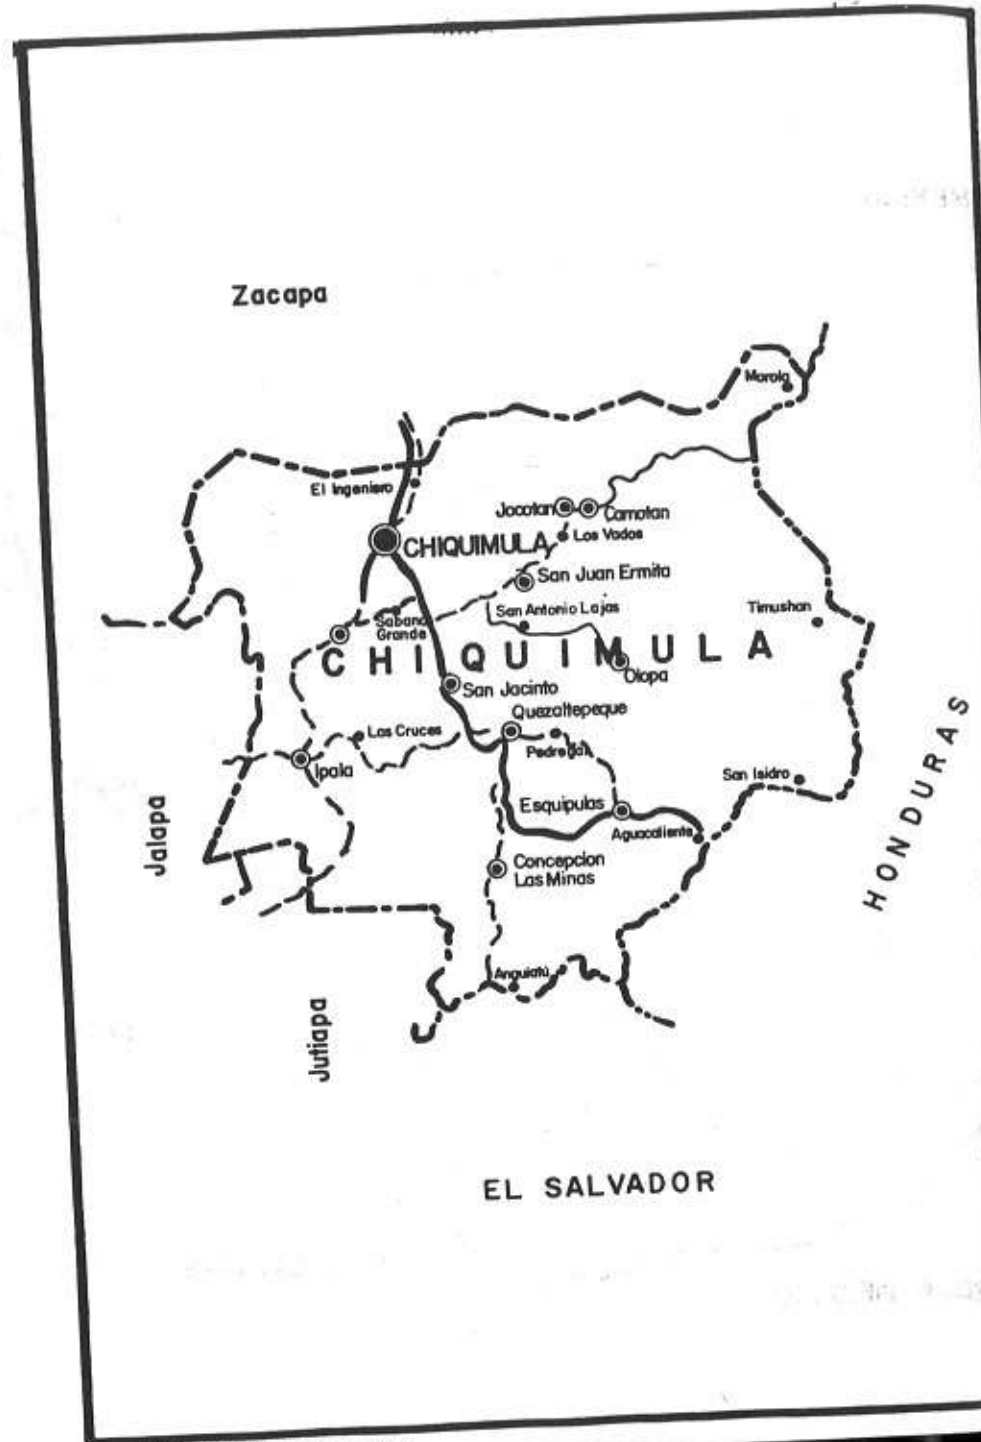 Zacapa
Morola
El Ingeniero
Jocotan
Camotan
CHIQUIMULA
Los Vados
San Juan Ermita
San Antonio Lajas
Timushan
Sabana
Grande
CHIQUIMULA
Olopa
San Jacinto
Quezaltepeque
Las Cruces
Pedregal
Ipala
San Isidro
Esquipulas
Aguacaliente
HONDURAS
Jalapa
Concepcion
Las Minas
Anguiatú
Jutiapa
EL SALVADOR